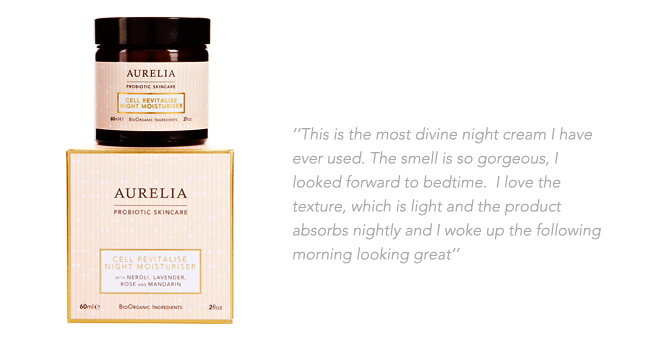 AURELIA
PROBIOTIC SKINCARE
CELL REVITALISE
NIGHT MOISTURISER
60ml℮ BIOORGANIC INGREDIENTS 2floz
AURELIA
PROBIOTIC SKINCARE
CELL REVITALISE
NIGHT MOISTURISER
WITH NEROLI, LAVENDER,
ROSE AND MANDARIN
60ml℮ BIOORGANIC INGREDIENTS 2floz
‘‘This is the most divine night cream I have
ever used. The smell is so gorgeous, I
looked forward to bedtime.  I love the
texture, which is light and the product
absorbs nightly and I woke up the following
morning looking great’’